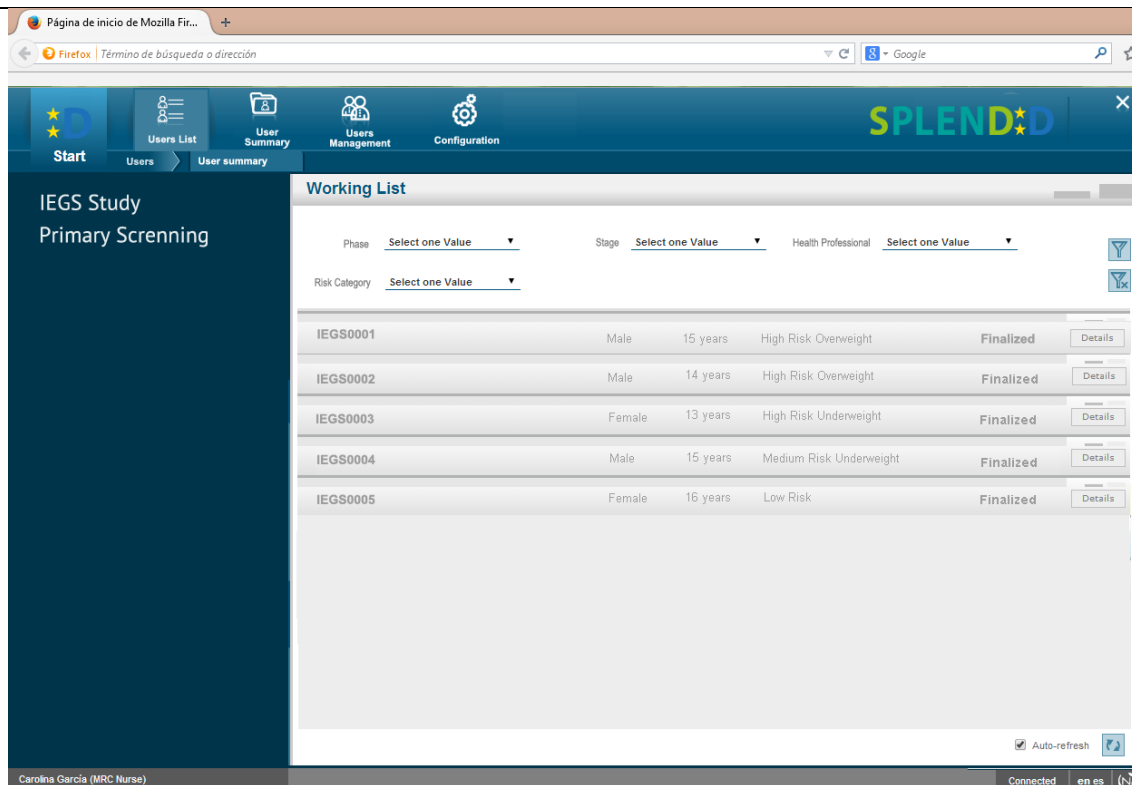 Página de inicio de Mozilla Fir... +
Firefox Término de búsqueda o dirección 8 Google
D Users List User Summary Users Management Configuration SPLENDID
Start Users User summary
IEGS Study
Primary Screnning
Working List
Phase Select one Value Stage Select one Value Health Professional Select one Value
Risk Category Select one Value
IEGS0001 Male 15 years High Risk Overweight Finalized Details
IEGS0002 Male 14 years High Risk Overweight Finalized Details
IEGS0003 Female 13 years High Risk Underweight Finalized Details
IEGS0004 Male 15 years Medium Risk Underweight Finalized Details
IEGS0005 Female 16 years Low Risk Finalized Details
Auto-refresh
Carolina García (MRC Nurse) Connected en es